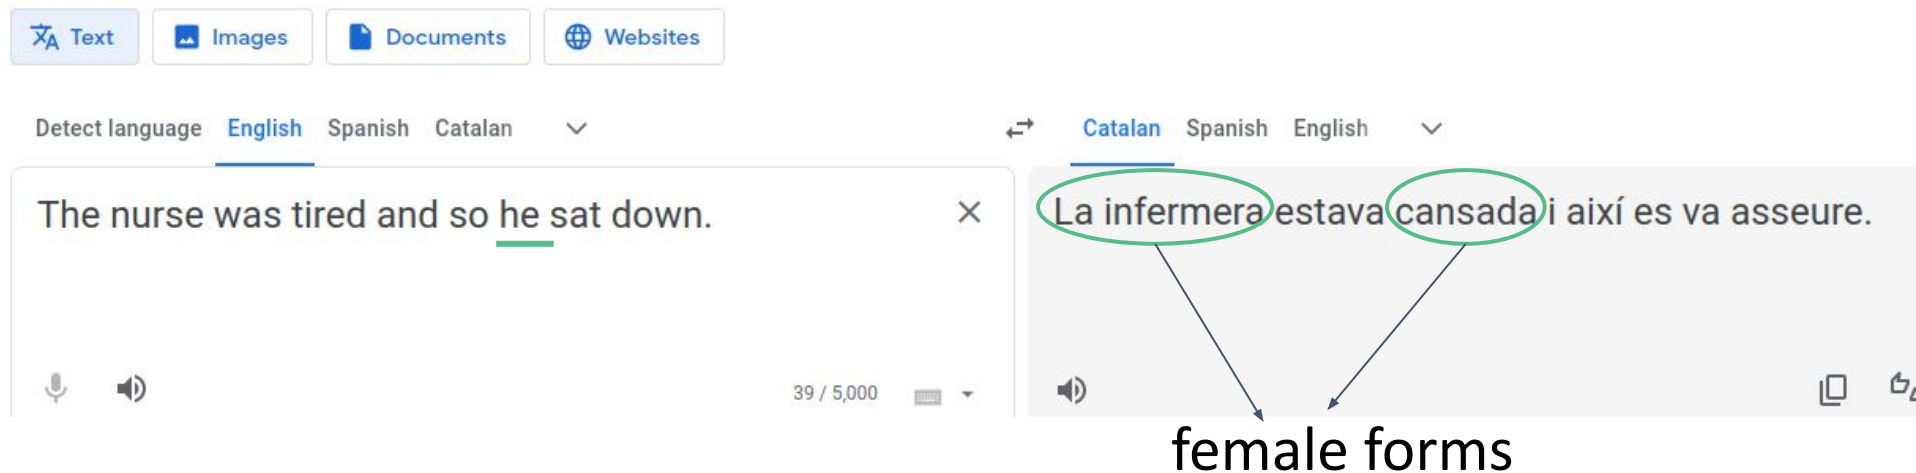 Text Images Documents Websites
Detect language English Spanish Catalan
Catalan Spanish English
The nurse was tired and so he sat down.
La infermera estava cansada i així es va asseure.
39 / 5,000
female forms